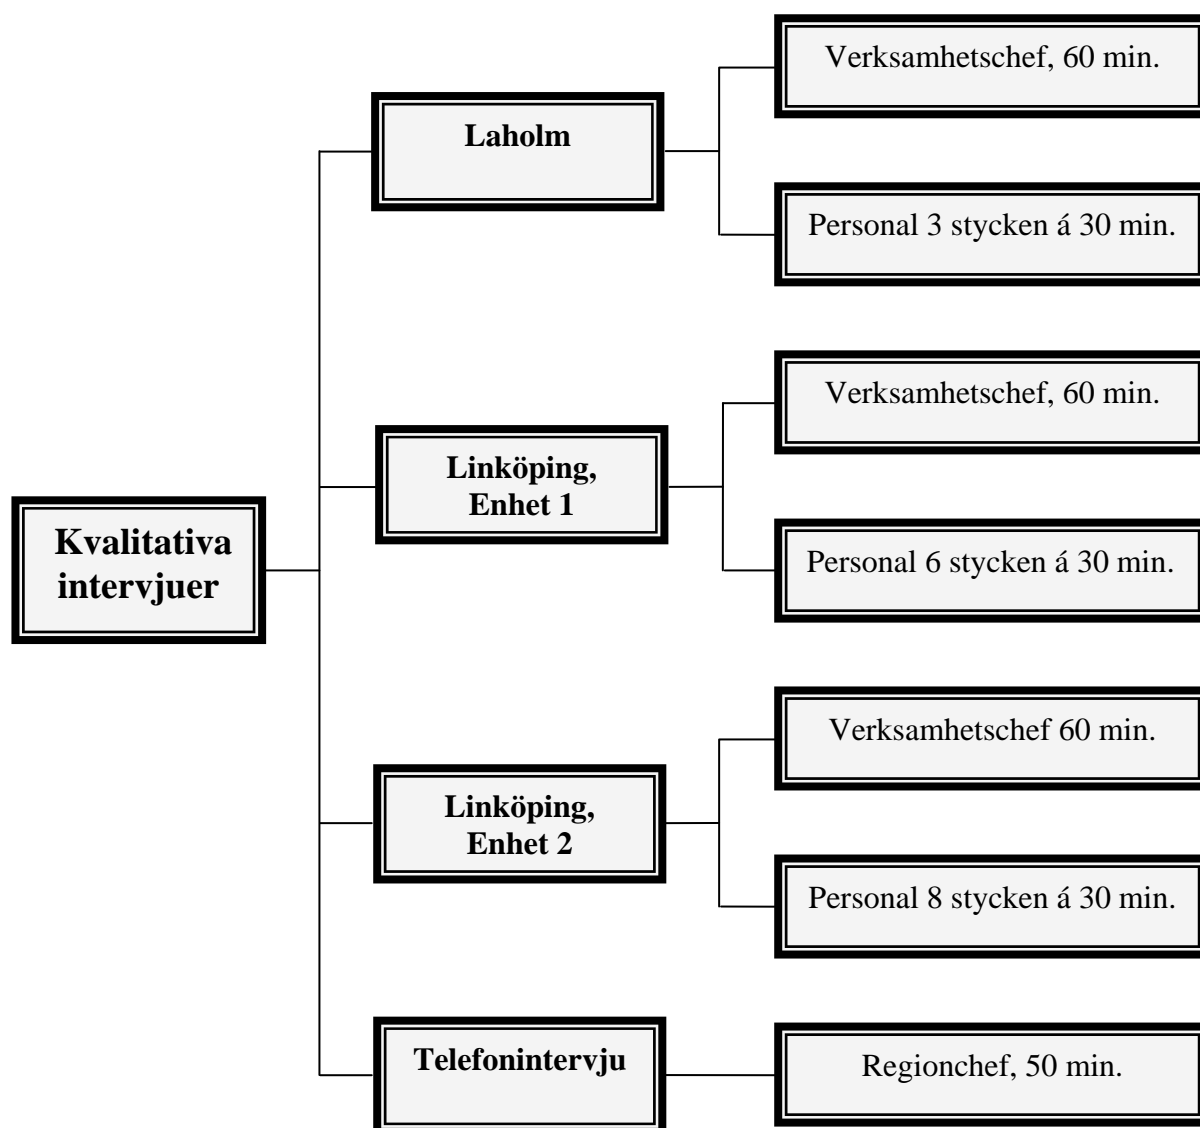 Kvalitativa
intervjuer
Laholm
Verksamhetschef, 60 min.
Personal 3 stycken á 30 min.
Linköping,
Enhet 1
Verksamhetschef, 60 min.
Personal 6 stycken á 30 min.
Linköping,
Enhet 2
Verksamhetschef 60 min.
Personal 8 stycken á 30 min.
Telefonintervju
Regionchef, 50 min.